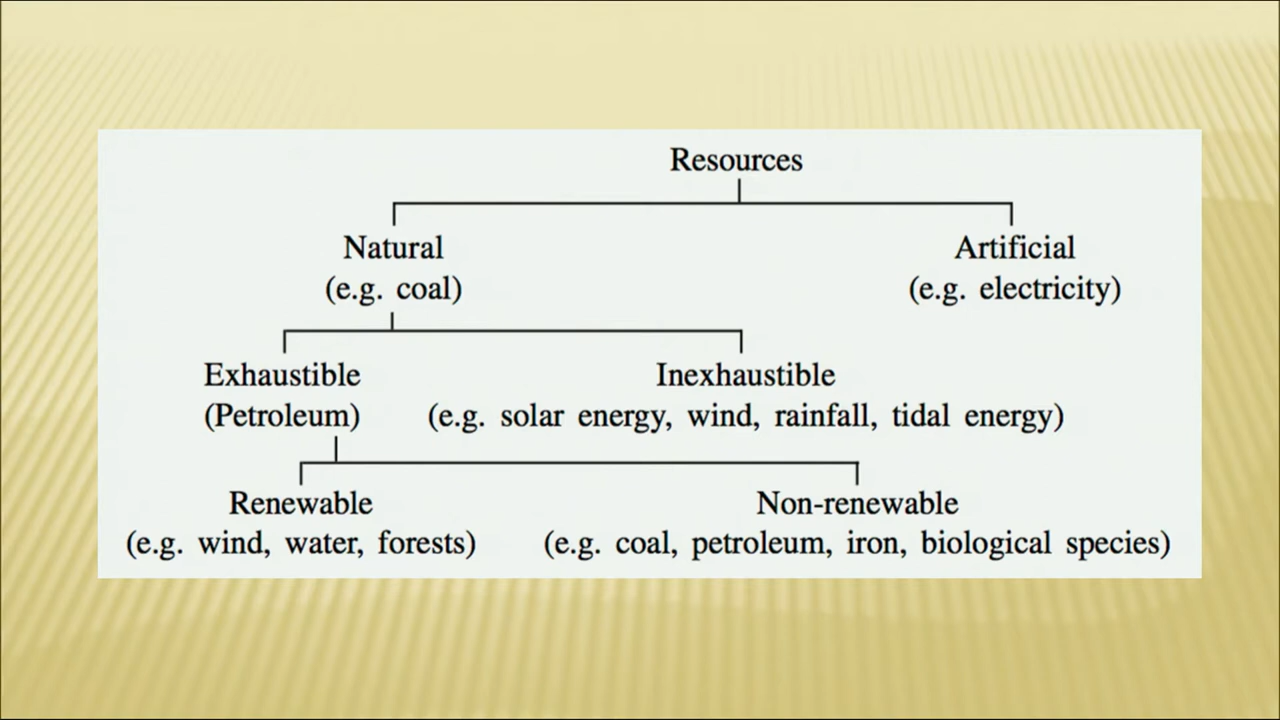 Resources
Natural
Artificial
(e.g. coal)
(e.g. electricity)
Exhaustible
Inexhaustible
(Petroleum)
(e.g. solar energy, wind, rainfall, tidal energy)
Renewable
Non-renewable
(e.g. wind, water, forests)
(e.g. coal, petroleum, iron, biological species)